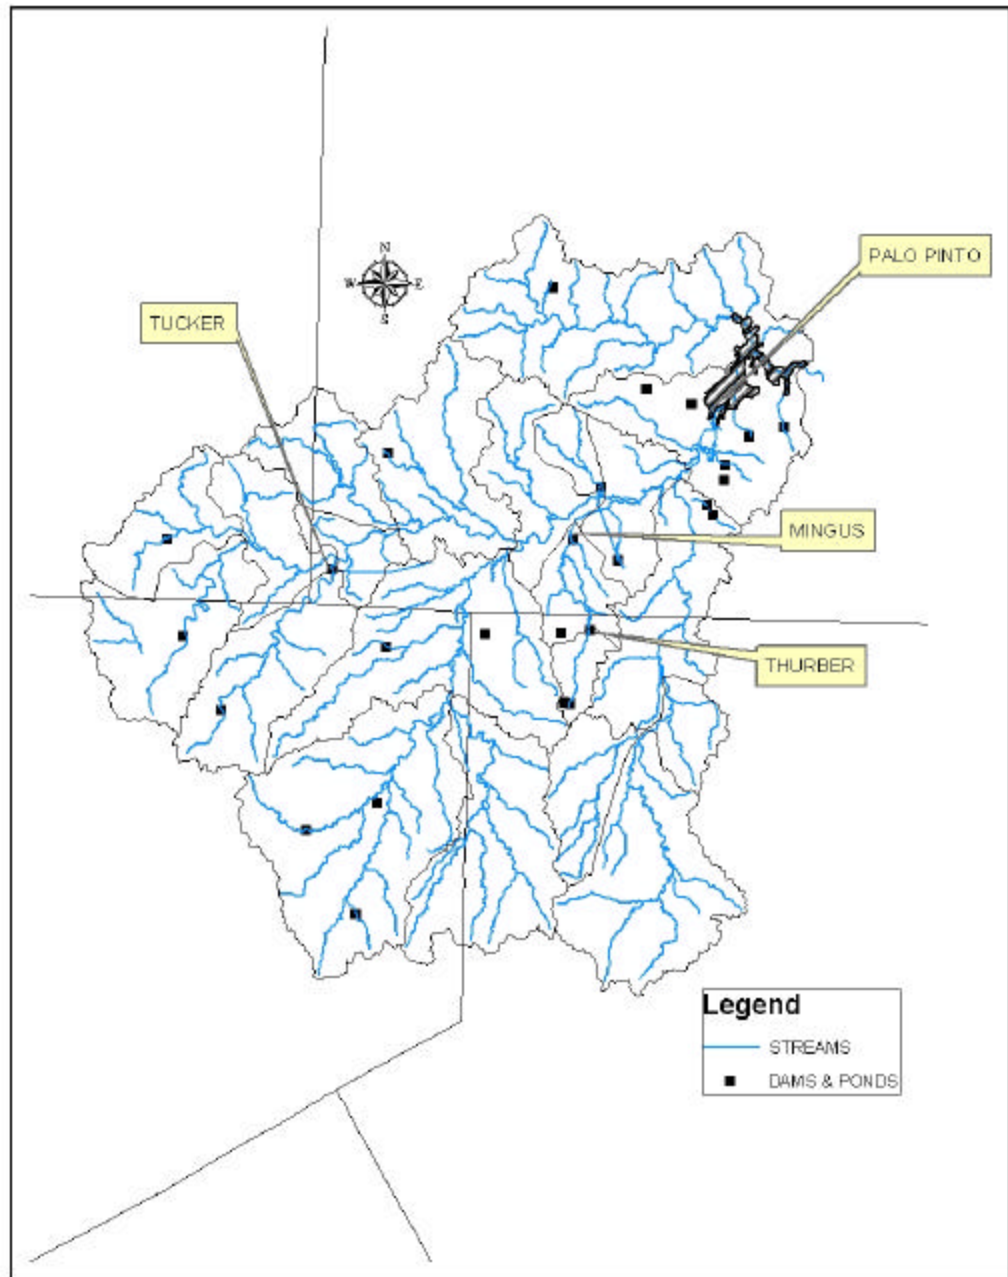 PALO PINTO
N
W E
S
TUCKER
MINGUS
THURBER
Legend
STREAMS
DAMS & PONDS